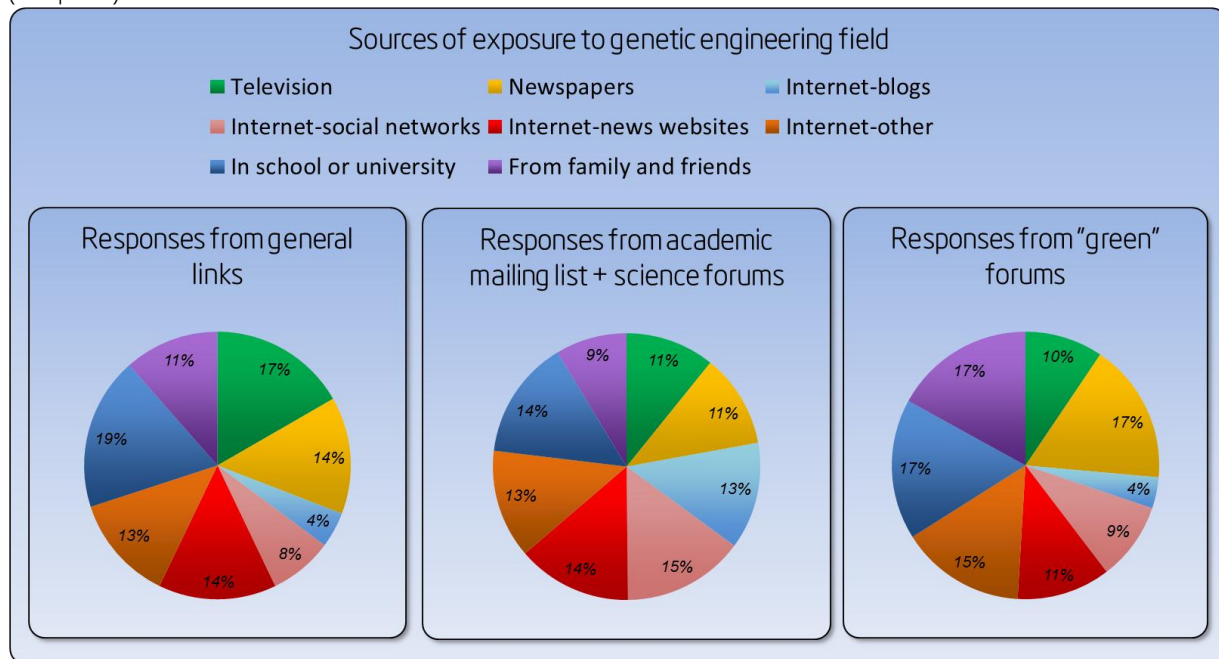 Sources of exposure to genetic engineering field
Television
Newspapers
Internet-blogs
Internet-social networks
Internet-news websites
Internet-other
In school or university
From family and friends
Responses from general
links
17%
14%
4%
8%
14%
13%
19%
11%
Responses from academic
mailing list + science forums
11%
11%
13%
15%
14%
13%
14%
9%
Responses from "green"
forums
10%
17%
4%
9%
11%
15%
17%
17%